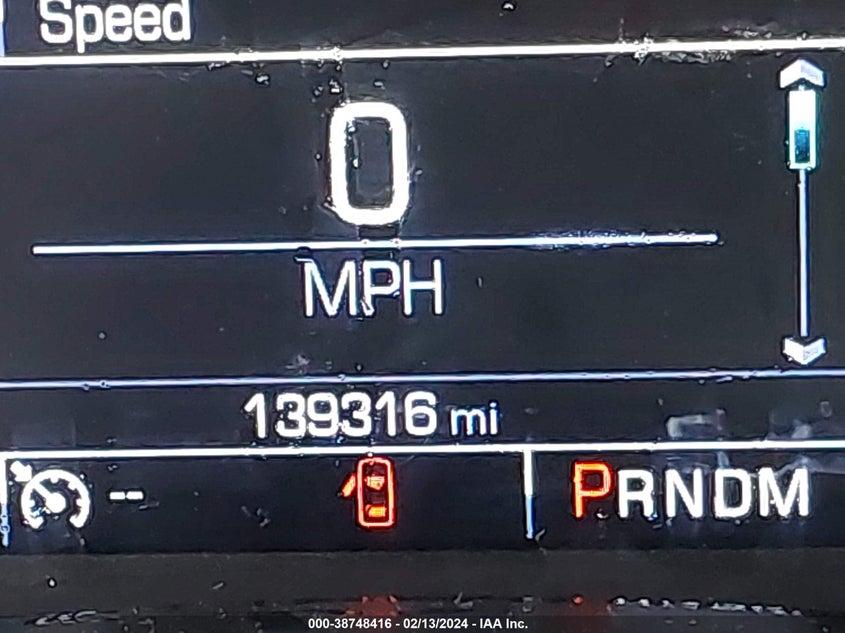 Speed
0
MPH
139316 mi
--
PRNDM
000-38748416 - 02/13/2024 - IAA Inc.